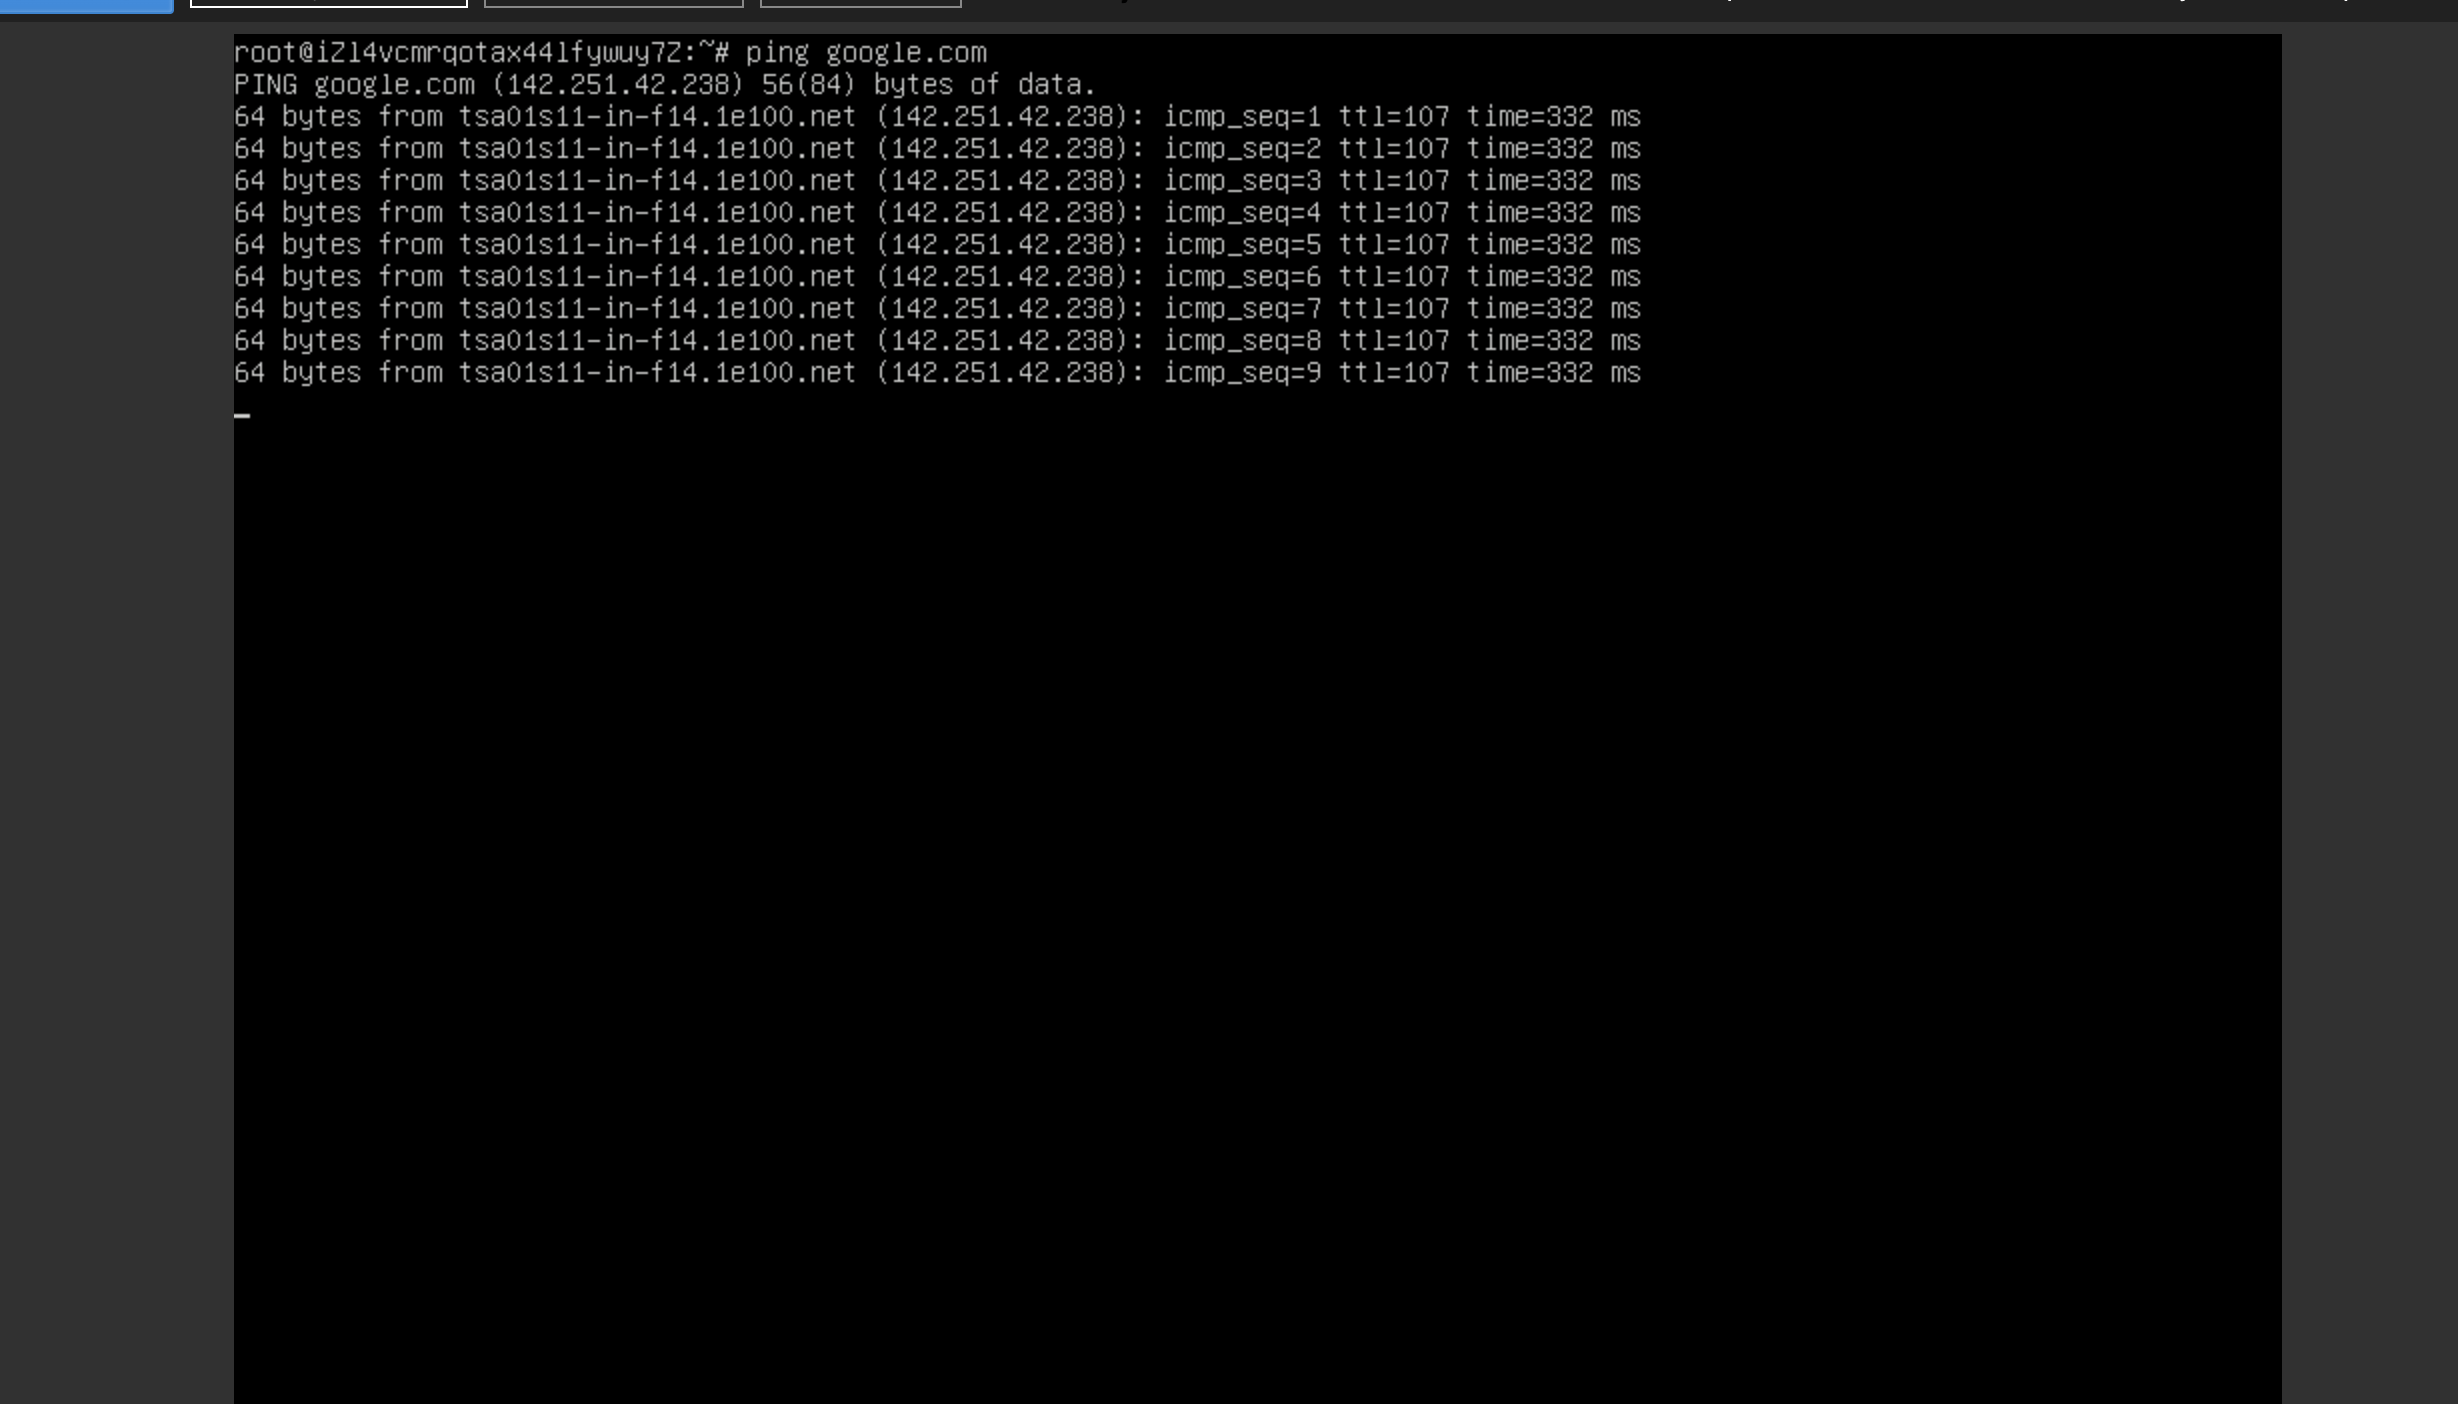 root@iZl4vcmrqotax44lfywuy7Z:~# ping google.com
PING google.com (142.251.42.238) 56(84) bytes of data.
64 bytes from tsa01s11-in-f14.1e100.net (142.251.42.238): icmp_seq=1 ttl=107 time=332 ms
64 bytes from tsa01s11-in-f14.1e100.net (142.251.42.238): icmp_seq=2 ttl=107 time=332 ms
64 bytes from tsa01s11-in-f14.1e100.net (142.251.42.238): icmp_seq=3 ttl=107 time=332 ms
64 bytes from tsa01s11-in-f14.1e100.net (142.251.42.238): icmp_seq=4 ttl=107 time=332 ms
64 bytes from tsa01s11-in-f14.1e100.net (142.251.42.238): icmp_seq=5 ttl=107 time=332 ms
64 bytes from tsa01s11-in-f14.1e100.net (142.251.42.238): icmp_seq=6 ttl=107 time=332 ms
64 bytes from tsa01s11-in-f14.1e100.net (142.251.42.238): icmp_seq=7 ttl=107 time=332 ms
64 bytes from tsa01s11-in-f14.1e100.net (142.251.42.238): icmp_seq=8 ttl=107 time=332 ms
64 bytes from tsa01s11-in-f14.1e100.net (142.251.42.238): icmp_seq=9 ttl=107 time=332 ms